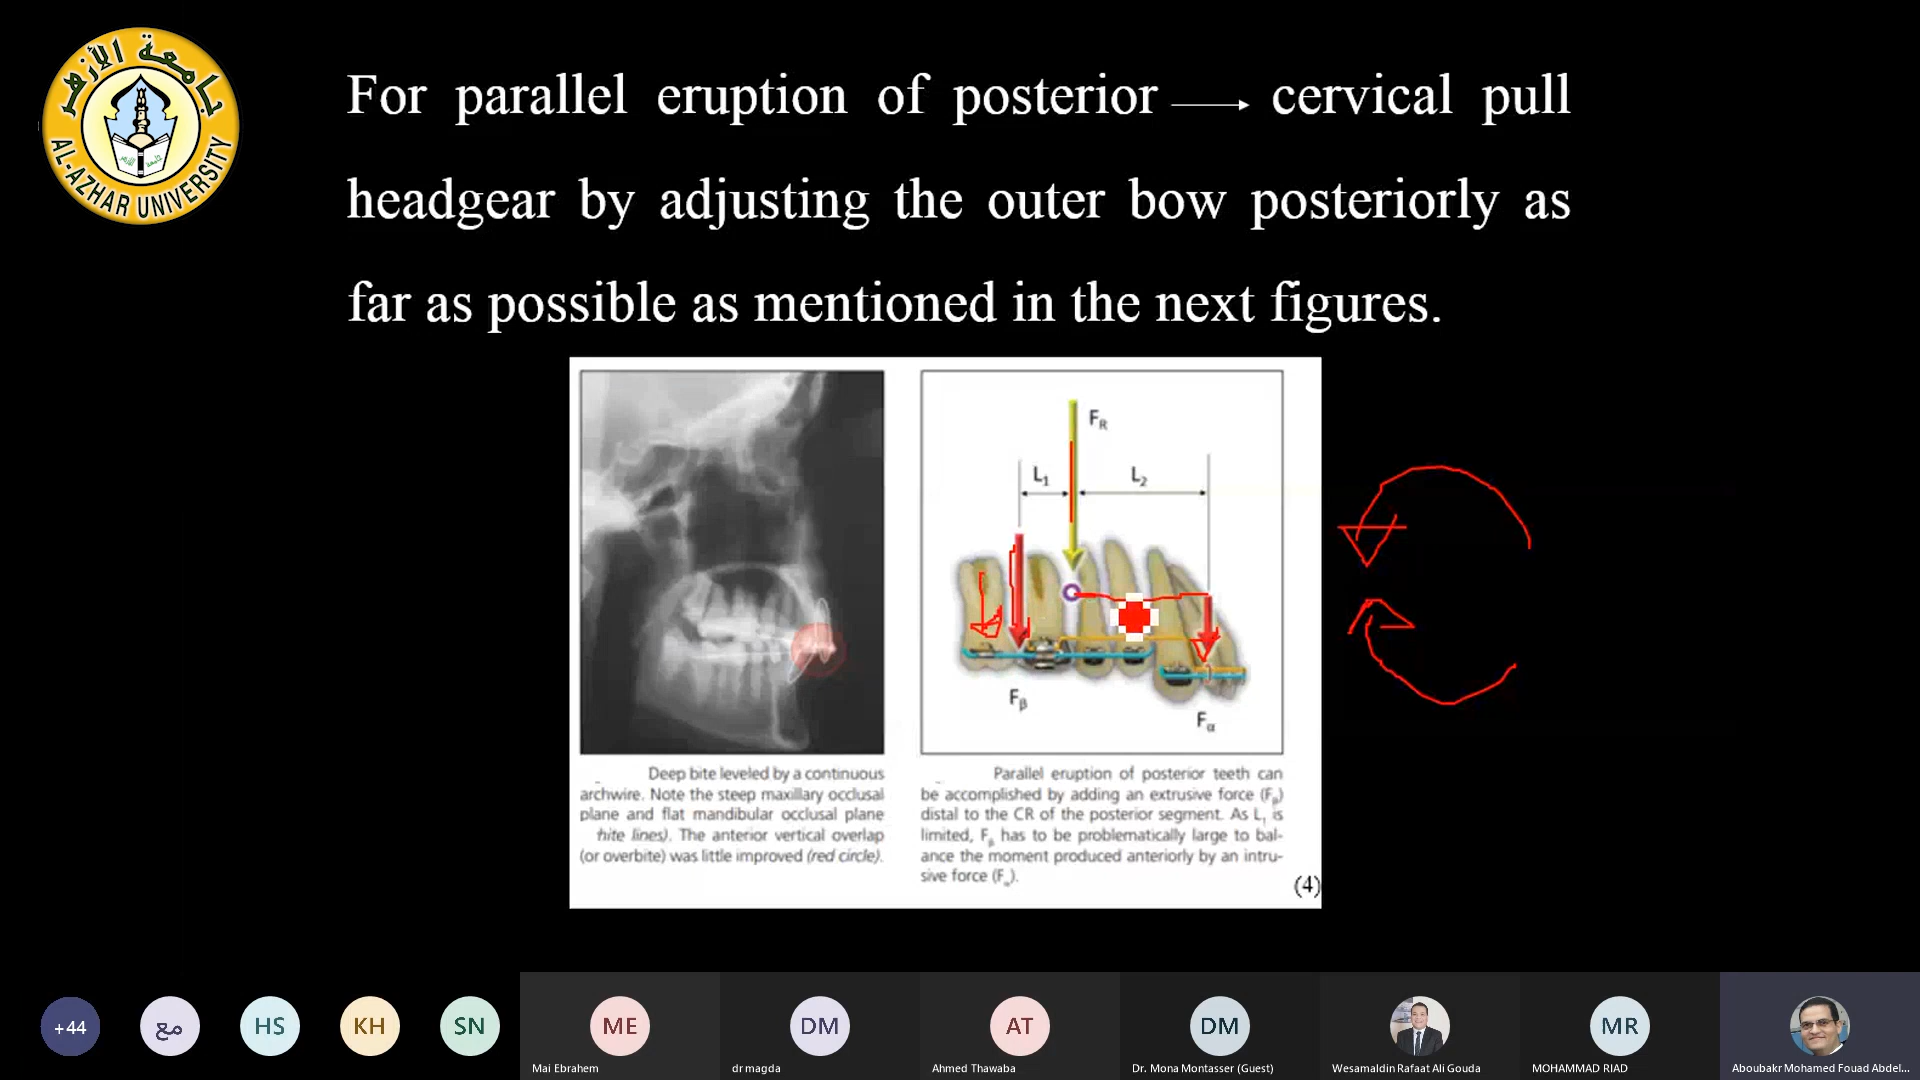 جامعة الأزهر
AL-AZHAR UNIVERSITY
For parallel eruption of posterior → cervical pull
headgear by adjusting the outer bow posteriorly as
far as possible as mentioned in the next figures.
FR
L1
L2
Fβ
Fα
Deep bite leveled by a continuous
archwire. Note the steep maxillary occlusal
plane and flat mandibular occlusal plane
hite lines). The anterior vertical overlap
(or overbite) was little improved (red circle).
Parallel eruption of posterior teeth can
be accomplished by adding an extrusive force (Fβ)
distal to the CR of the posterior segment. As L1 is
limited, Fβ has to be problematically large to bal-
ance the moment produced anteriorly by an intru-
sive force (Fα).
(4)
+44
مع
HS
KH
SN
ME
Mai Ebrahem
DM
dr magda
AT
Ahmed Thawaba
DM
Dr. Mona Montasser (Guest)
Wesamaldin Rafaat Ali Gouda
MR
MOHAMMAD RIAD
Aboubakr Mohamed Fouad Abdel...